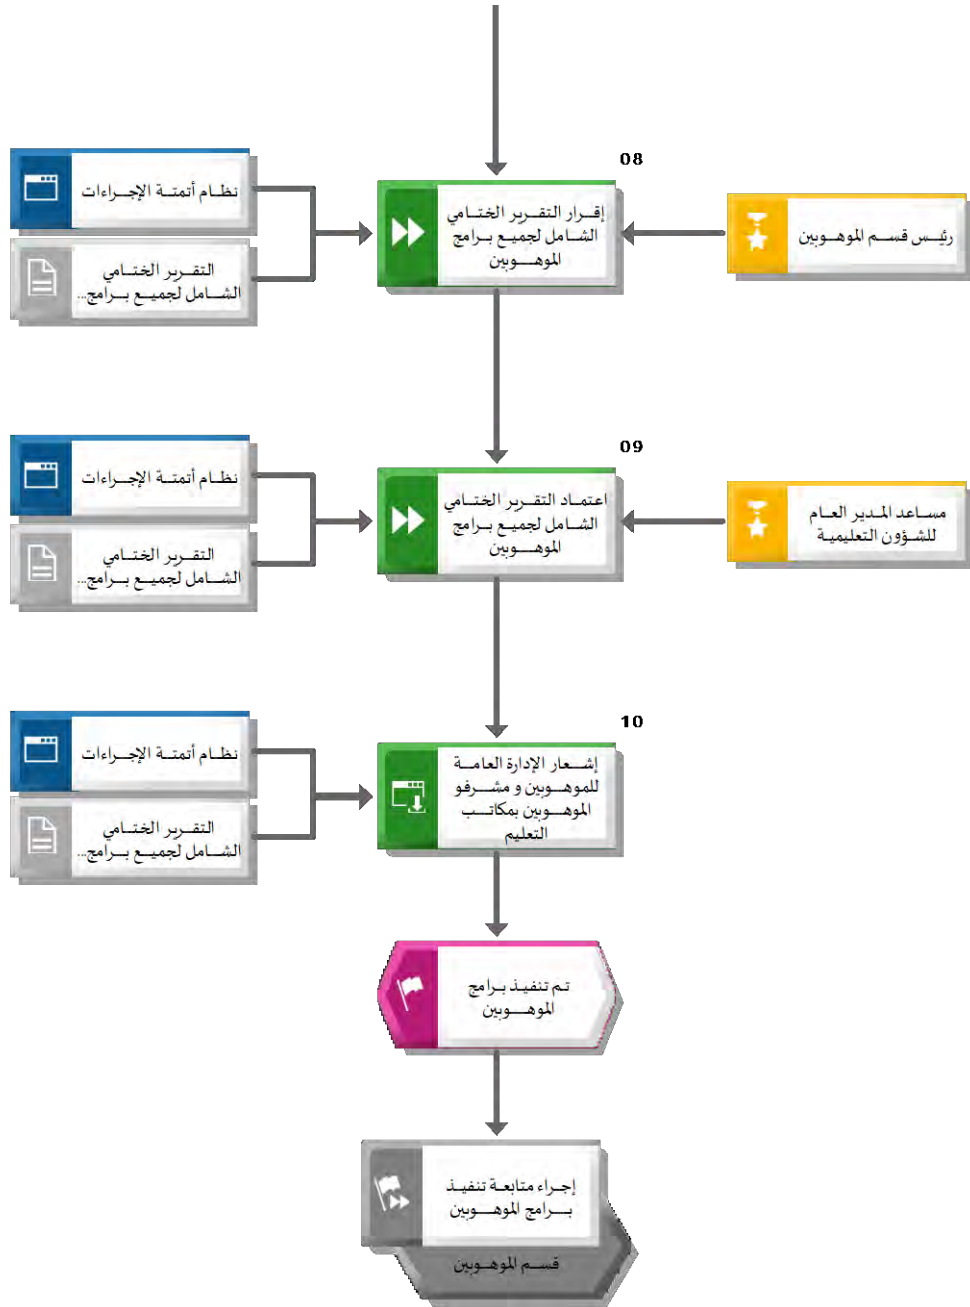 08
رئيس قسم الموهوبين
إقرار التقرير الختامي
الشامل لجميع برامج
الموهوبين
نظام أتمتة الإجراءات
التقرير الختامي
الشامل لجميع برامج...
09
مساعد المدير العام
للشؤون التعليمية
اعتماد التقرير الختامي
الشامل لجميع برامج
الموهوبين
نظام أتمتة الإجراءات
التقرير الختامي
الشامل لجميع برامج...
10
إشعار الإدارة العامة
للموهوبين و مشرفو
الموهوبين بمكاتب
التعليم
نظام أتمتة الإجراءات
التقرير الختامي
الشامل لجميع برامج...
تم تنفيذ برامج
الموهوبين
إجراء متابعة تنفيذ
برامج الموهوبين
قسم الموهوبين